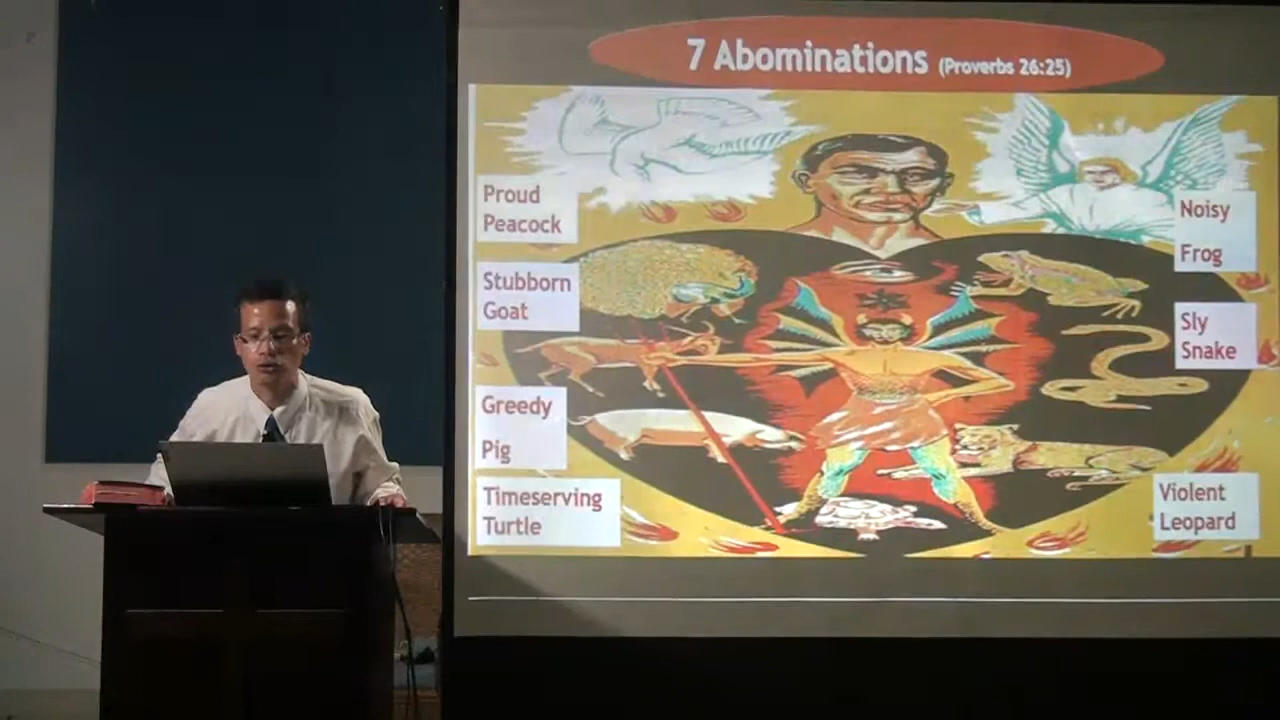 7 Abominations (Proverbs 26:25)
Proud
Peacock
Stubborn
Goat
Greedy
Pig
Timeserving
Turtle
Noisy
Frog
Sly
Snake
Violent
Leopard